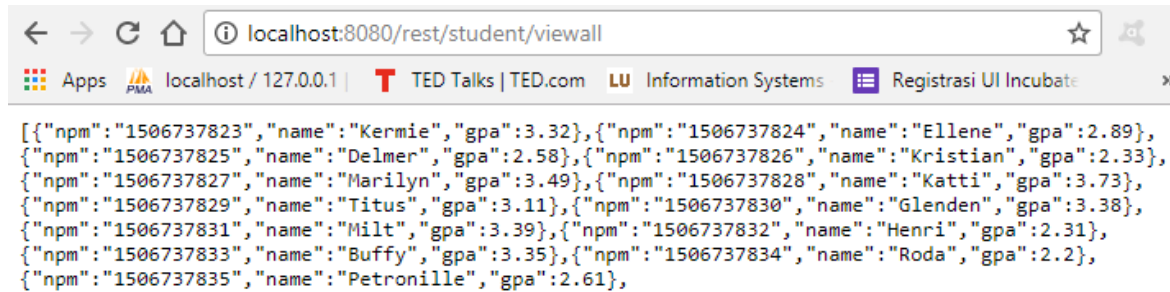 localhost:8080/rest/student/viewall
Apps PMA localhost / 127.0.0.1 | T TED Talks | TED.com LU Information Systems Registrasi UI Incubate
[{"npm":"1506737823","name":"Kermie","gpa":3.32},{"npm":"1506737824","name":"Ellene","gpa":2.89},
{"npm":"1506737825","name":"Delmer","gpa":2.58},{"npm":"1506737826","name":"Kristian","gpa":2.33},
{"npm":"1506737827","name":"Marilyn","gpa":3.49},{"npm":"1506737828","name":"Katti","gpa":3.73},
{"npm":"1506737829","name":"Titus","gpa":3.11},{"npm":"1506737830","name":"Glenden","gpa":3.38},
{"npm":"1506737831","name":"Milt","gpa":3.39},{"npm":"1506737832","name":"Henri","gpa":2.31},
{"npm":"1506737833","name":"Buffy","gpa":3.35},{"npm":"1506737834","name":"Roda","gpa":2.2},
{"npm":"1506737835","name":"Petronille","gpa":2.61},